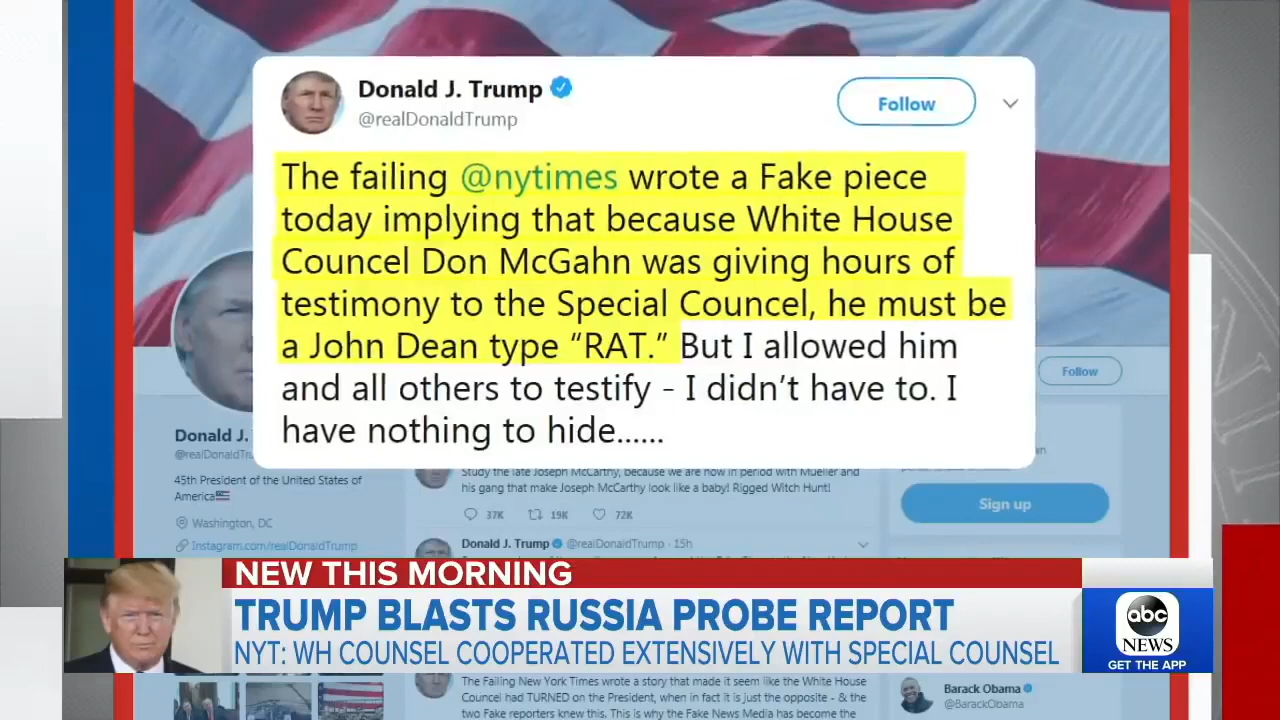 Donald J. Trump
@realDonaldTrump
Follow
The failing @nytimes wrote a Fake piece
today implying that because White House
Councel Don McGahn was giving hours of
testimony to the Special Councel, he must be
a John Dean type “RAT.” But I allowed him
and all others to testify - I didn’t have to. I
have nothing to hide......
Follow
Donald J.
@realDonaldTr
45th President of the United States of
America
Washington, DC
Instagram.com/realDonaldTrump
Study the late Joseph McCarthy, because we are now in period with Mueller and
his gang that make Joseph McCarthy look like a baby! Rigged Witch Hunt!
37K 19K 72K
Donald J. Trump @realDonaldTrump · 15h
Sign up
NEW THIS MORNING
TRUMP BLASTS RUSSIA PROBE REPORT
NYT: WH COUNSEL COOPERATED EXTENSIVELY WITH SPECIAL COUNSEL
abc
NEWS
GET THE APP
The Failing New York Times wrote a story that made it seem like the White House
Councel had TURNED on the President, when in fact it is just the opposite - & the
two Fake reporters knew this. This is why the Fake News Media has become the
Barack Obama
@BarackObama